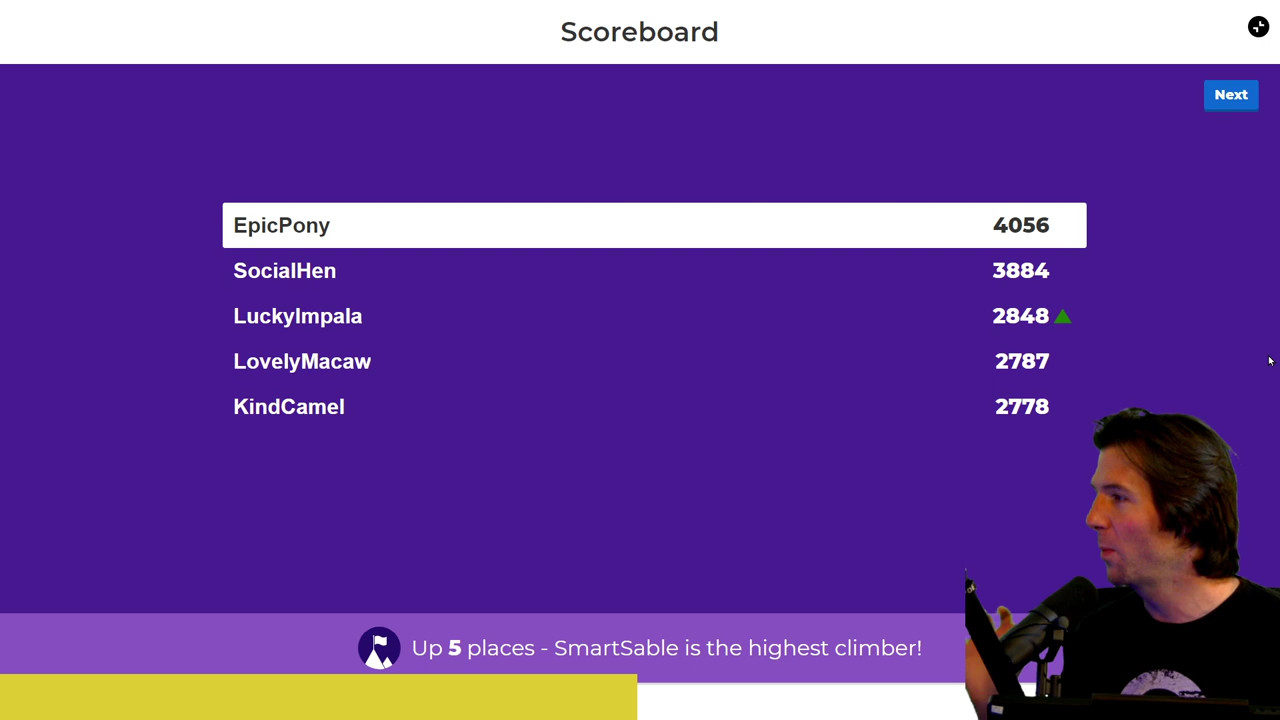 Scoreboard
Next
EpicPony 4056
SocialHen 3884
LuckyImpala 2848
LovelyMacaw 2787
KindCamel 2778
Up 5 places - SmartSable is the highest climber!